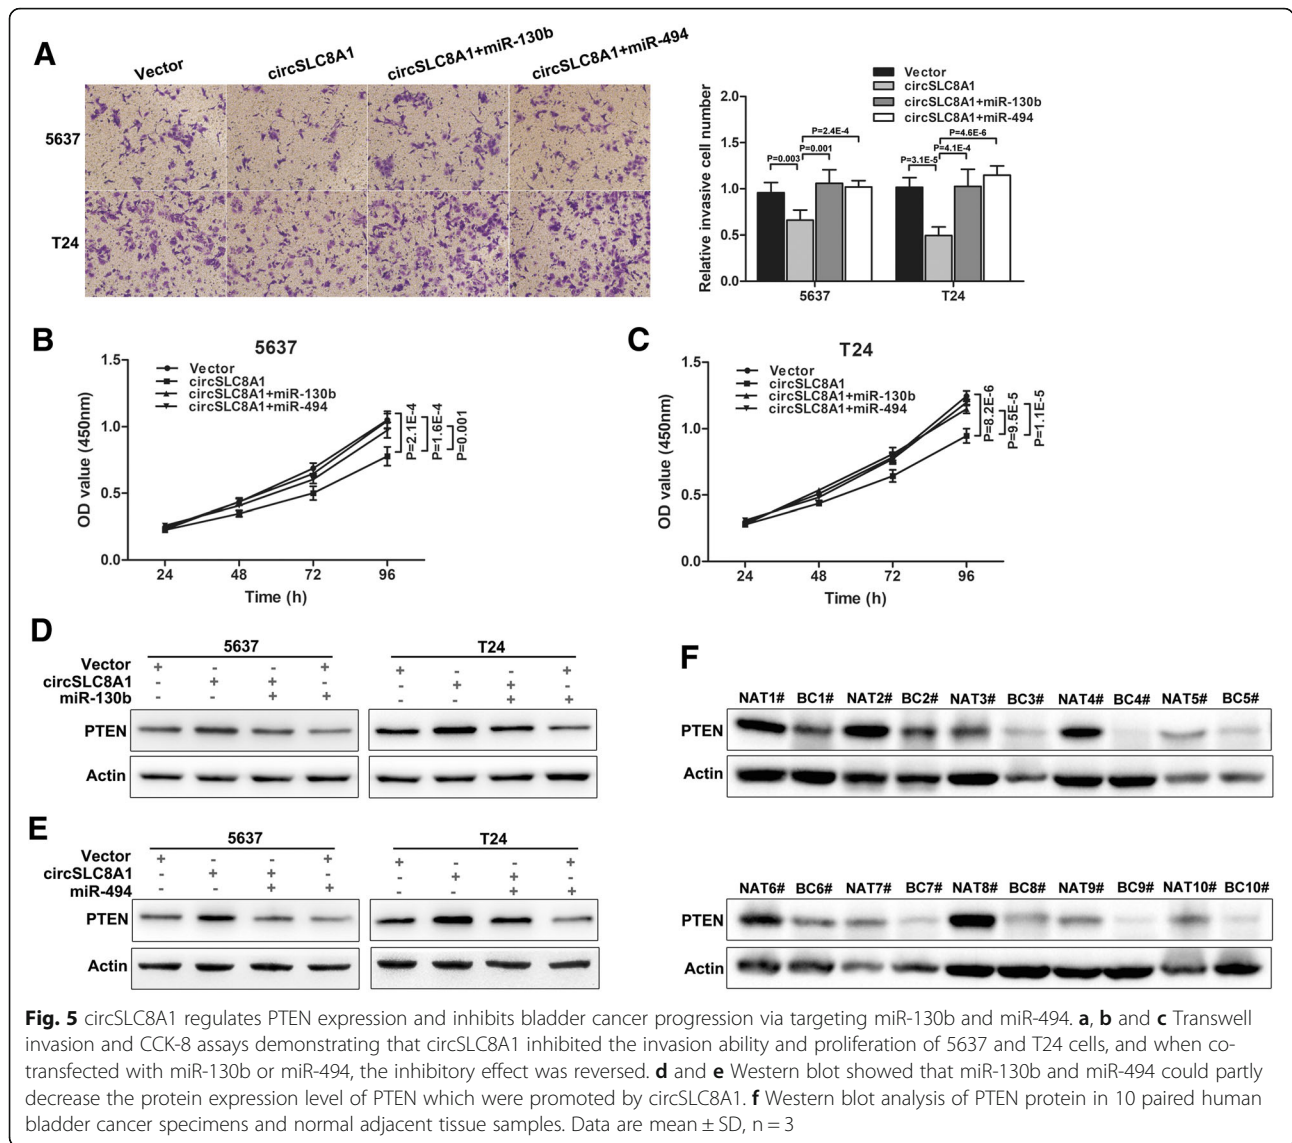 A
Vector circSLC8A1 circSLC8A1+miR-130b circSLC8A1+miR-494
5637
T24
Vector
circSLC8A1
circSLC8A1+miR-130b
circSLC8A1+miR-494
Relative invasive cell number
2.0
1.5
1.0
0.5
0.0
P=2.4E-4
P=0.001
P=0.003
P=4.6E-6
P=4.1E-4
P=3.1E-5
5637 T24
B
5637
Vector
circSLC8A1
circSLC8A1+miR-130b
circSLC8A1+miR-494
OD value (450nm)
1.5
1.0
0.5
0.0
P=2.1E-4
P=1.6E-4
P=0.001
24 48 72 96
Time (h)
C
T24
Vector
circSLC8A1
circSLC8A1+miR-130b
circSLC8A1+miR-494
OD value (450nm)
1.5
1.0
0.5
0.0
P=8.2E-6
P=9.5E-5
P=1.1E-5
24 48 72 96
Time (h)
D
5637 T24
Vector + - - + + - - +
circSLC8A1 - + + - - + + -
miR-130b - - + + - - + +
PTEN
Actin
E
5637 T24
Vector + - - + + - - +
circSLC8A1 - + + - - + + -
miR-494 - - + + - - + +
PTEN
Actin
F
NAT1# BC1# NAT2# BC2# NAT3# BC3# NAT4# BC4# NAT5# BC5#
PTEN
Actin
NAT6# BC6# NAT7# BC7# NAT8# BC8# NAT9# BC9# NAT10# BC10#
PTEN
Actin
Fig. 5 circSLC8A1 regulates PTEN expression and inhibits bladder cancer progression via targeting miR-130b and miR-494. a, b and c Transwell
invasion and CCK-8 assays demonstrating that circSLC8A1 inhibited the invasion ability and proliferation of 5637 and T24 cells, and when co-
transfected with miR-130b or miR-494, the inhibitory effect was reversed. d and e Western blot showed that miR-130b and miR-494 could partly
decrease the protein expression level of PTEN which were promoted by circSLC8A1. f Western blot analysis of PTEN protein in 10 paired human
bladder cancer specimens and normal adjacent tissue samples. Data are mean ± SD, n = 3